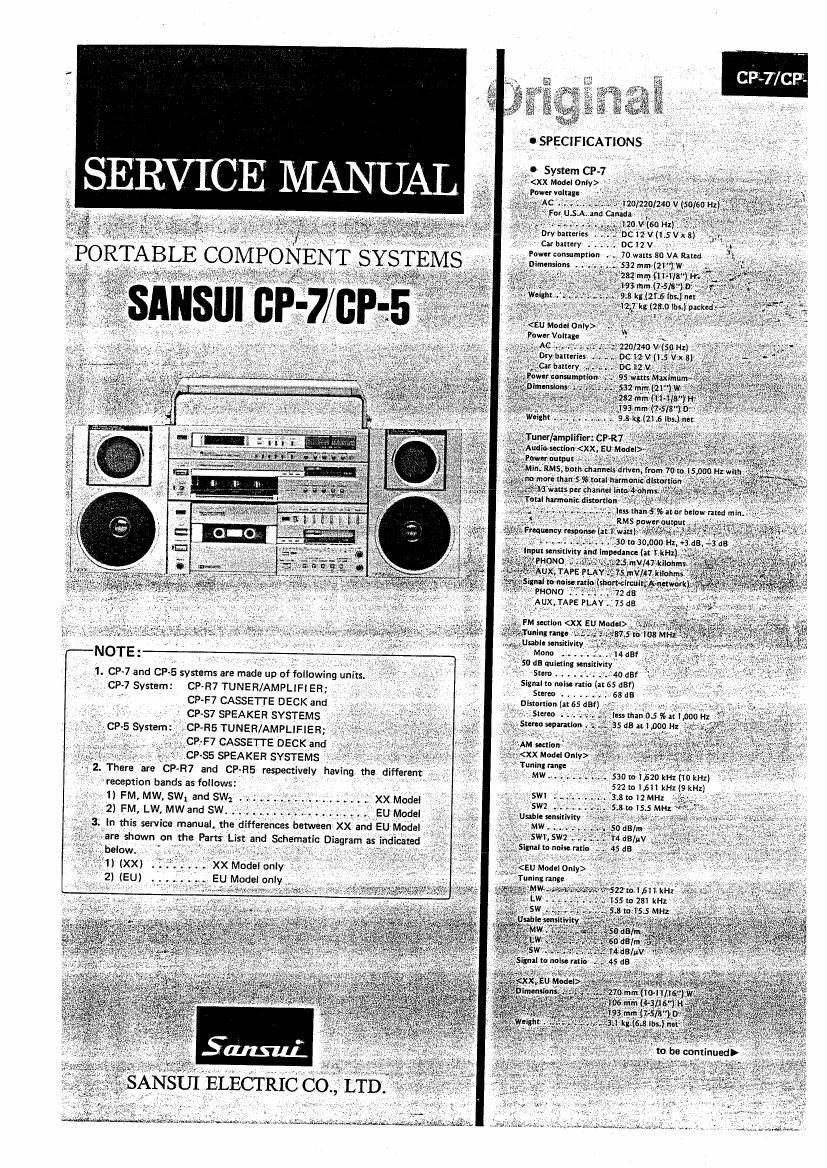 SERVICE MANUAL
PORTABLE COMPONENT SYSTEMS
SANSUI CP-7/CP-5
NOTE:
1. CP-7 and CP-5 systems are made up of following units.
CP-7 System: CP-R7 TUNER/AMPLIFIER;
CP-F7 CASSETTE DECK and
CP-S7 SPEAKER SYSTEMS
CP-5 System: CP-R5 TUNER/AMPLIFIER;
CP-F7 CASSETTE DECK and
CP-S5 SPEAKER SYSTEMS
2. There are CP-R7 and CP-R5 respectively having the different
reception bands as follows:
1) FM, MW, SW1 and SW2 . . . . . . . . . . . . . . . . . . . XX Model
2) FM, LW, MW and SW. . . . . . . . . . . . . . . . . . . . . EU Model
3. In this service manual, the differences between XX and EU Model
are shown on the Parts List and Schematic Diagram as indicated
below.
1) (XX) . . . . . . . . XX Model only
2) (EU) . . . . . . . . EU Model only
Sansui
SANSUI ELECTRIC CO., LTD.
Original
CP-7/CP-
● SPECIFICATIONS
● System CP-7
<XX Model Only>
Power voltage
AC . . . . . . . . . . . . 120/220/240 V (50/60 Hz)
For U.S.A. and Canada
. . . . . . . . . . . . 120 V (60 Hz)
Dry batteries . . . . . DC 12 V (1.5 V x 8)
Car battery . . . . . . DC 12 V
Power consumption . . 70 watts 80 VA Rated
Dimensions . . . . . . . . 532 mm (21") W
282 mm (11-1/8") H
193 mm (7-5/8") D
Weight . . . . . . . . . . . 9.8 kg (21.6 lbs.) net
12.7 kg (28.0 lbs.) packed
<EU Model Only>
Power Voltage
AC . . . . . . . . . . . . 220/240 V (50 Hz)
Dry batteries . . . . . DC 12 V (1.5 V x 8)
Car battery . . . . . . DC 12 V
Power consumption . . 95 watts Maximum
Dimensions . . . . . . . . 532 mm (21") W
282 mm (11-1/8") H
193 mm (7-5/8") D
Weight . . . . . . . . . . . 9.8 kg (21.6 lbs.) net
Tuner/amplifier: CP-R7
Audio section <XX, EU Model>
Power output
Min. RMS, both channels driven, from 70 to 15,000 Hz with
no more than 5 % total harmonic distortion
13 watts per channel into 4 ohms
Total harmonic distortion
less than 5 % at or below rated min.
RMS power output
Frequency response (at 1 watt)
. . . . . . . . . . . . 30 to 30,000 Hz, +3 dB, -3 dB
Input sensitivity and impedance (at 1 kHz)
PHONO . . . . . . . . 2.5 mV/47 kilohms
AUX, TAPE PLAY . . 75 mV/47 kilohms
Signal to noise ratio (short-circuit, A network)
PHONO . . . . . . . . 72 dB
AUX, TAPE PLAY . 75 dB
FM section <XX EU Model>
Tuning range . . . . . . . 87.5 to 108 MHz
Usable sensitivity
Mono . . . . . . . . . 14 dBf
50 dB quieting sensitivity
Stero . . . . . . . . . 40 dBf
Signal to noise ratio (at 65 dBf)
Stereo . . . . . . . . 68 dB
Distortion (at 65 dBf)
Stereo . . . . . . . . less than 0.5 % at 1,000 Hz
Stereo separation . . . . 35 dB at 1,000 Hz
AM section
<XX Model Only>
Tuning range
MW . . . . . . . . . . 530 to 1,620 kHz (10 kHz)
522 to 1,611 kHz (9 kHz)
SW1 . . . . . . . . . . 3.8 to 12 MHz
SW2 . . . . . . . . . . 5.8 to 15.5 MHz
Usable sensitivity
MW . . . . . . . . . . 50 dB/m
SW1, SW2 . . . . . . 14 dB/μV
Signal to noise ratio . . 45 dB
<EU Model Only>
Tuning range
MW . . . . . . . . . . 522 to 1,611 kHz
LW . . . . . . . . . . 155 to 281 kHz
SW . . . . . . . . . . 5.8 to 15.5 MHz
Usable sensitivity
MW . . . . . . . . . . 50 dB/m
LW . . . . . . . . . . 60 dB/m
SW . . . . . . . . . . 14 dB/μV
Signal to noise ratio . . 45 dB
<XX, EU Model>
Dimensions . . . . . . . . 270 mm (10-11/16") W
106 mm (4-3/16") H
193 mm (7-5/8") D
Weight . . . . . . . . . . . 3.1 kg (6.8 lbs.) net
to be continued▶